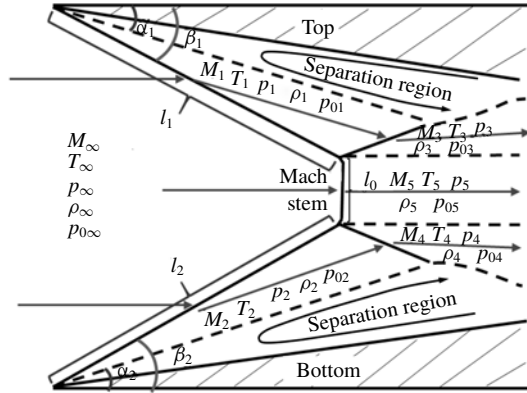 Top
α₁ β₁
Separation region
M₁ T₁ p₁ ρ₁ p₀₁
l₁
M₃ T₃ p₃
ρ₃ p₀₃
M∞
T∞
p∞
ρ∞
p₀∞
Mach
stem
l₀ M₅ T₅ p₅
ρ₅ p₀₅
M₄ T₄ p₄
ρ₄ p₀₄
l₂
M₂ T₂ p₂ ρ₂ p₀₂
Separation region
α₂ β₂
Bottom